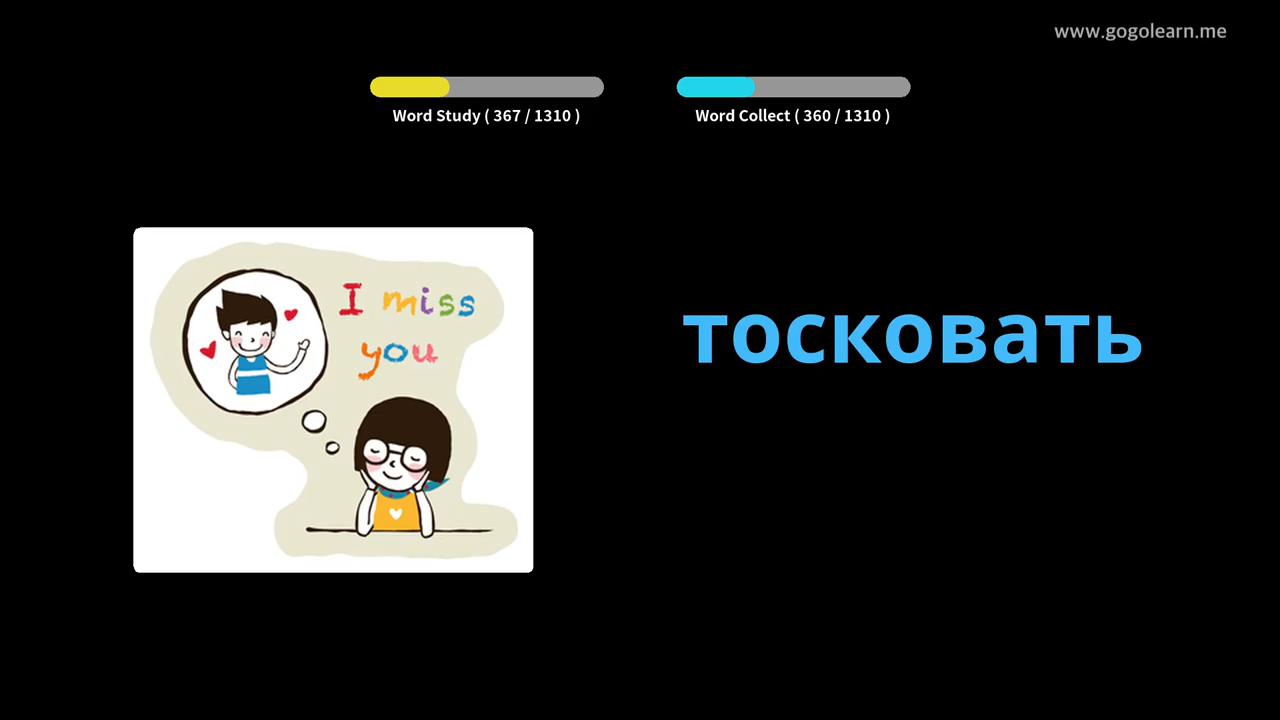 www.gogolearn.me
Word Study ( 367 / 1310 )
Word Collect ( 360 / 1310 )
I miss
you
тосковать